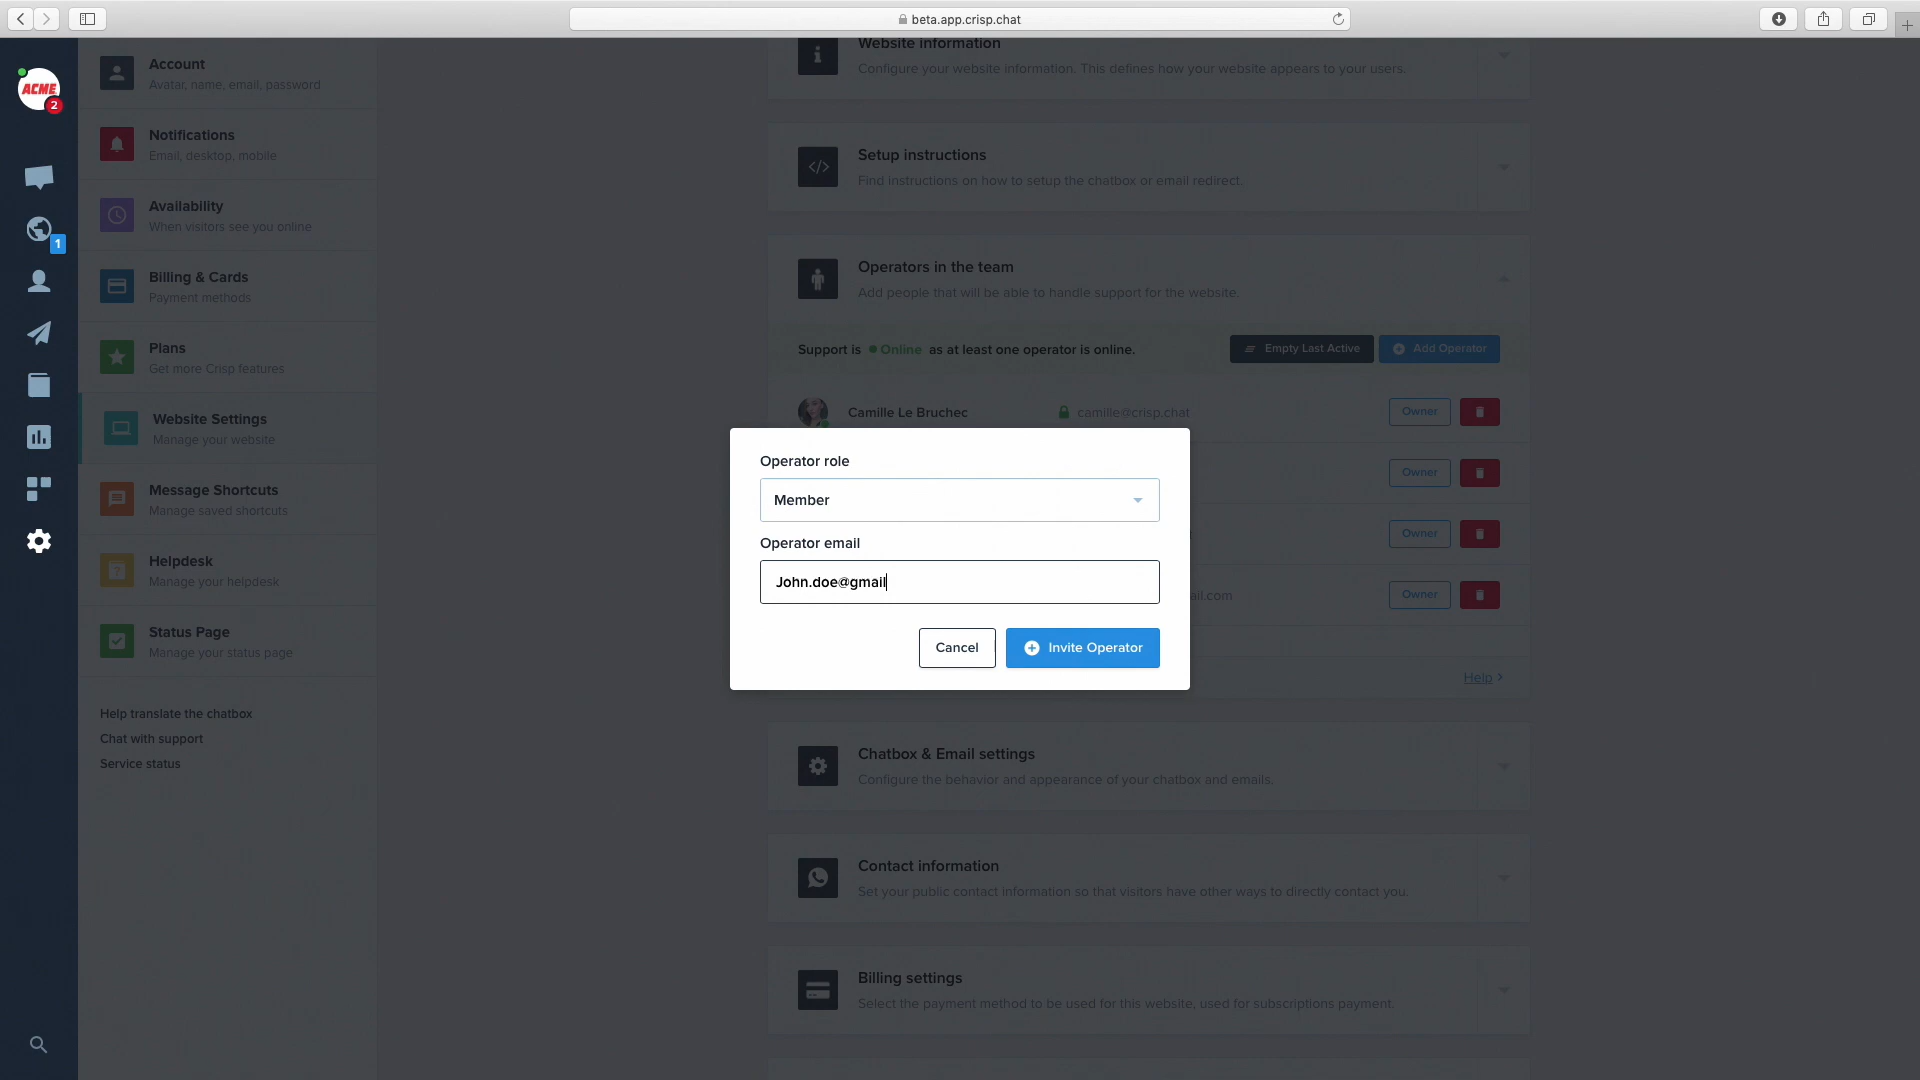 beta.app.crisp.chat
ACME
2
1
Account
Avatar, name, email, password
Notifications
Email, desktop, mobile
Availability
When visitors see you online
Billing & Cards
Payment methods
Plans
Get more Crisp features
Website Settings
Manage your website
Message Shortcuts
Manage saved shortcuts
Helpdesk
Manage your helpdesk
Status Page
Manage your status page
Help translate the chatbox
Chat with support
Service status
Website information
Configure your website information. This defines how your website appears to your users.
Setup instructions
Find instructions on how to setup the chatbox or email redirect.
Operators in the team
Add people that will be able to handle support for the website.
Support is Online as at least one operator is online.
Empty Last Active
Add Operator
Camille Le Bruchec
camille@crisp.chat
Owner
Owner
Owner
ail.com
Owner
Help
Operator role
Member
Operator email
John.doe@gmail
Cancel
Invite Operator
Chatbox & Email settings
Configure the behavior and appearance of your chatbox and emails.
Contact information
Set your public contact information so that visitors have other ways to directly contact you.
Billing settings
Select the payment method to be used for this website, used for subscriptions payment.